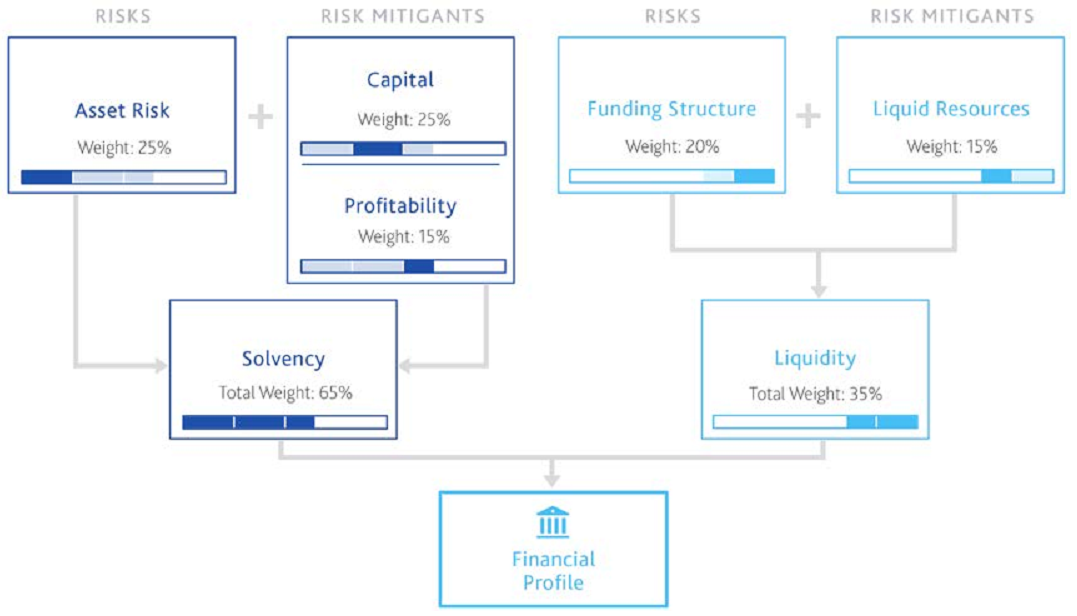 RISKS
RISK MITIGANTS
RISKS
RISK MITIGANTS
Asset Risk
Weight: 25%
Capital
Weight: 25%
Profitability
Weight: 15%
Funding Structure
Weight: 20%
Liquid Resources
Weight: 15%
Solvency
Total Weight: 65%
Liquidity
Total Weight: 35%
Financial
Profile